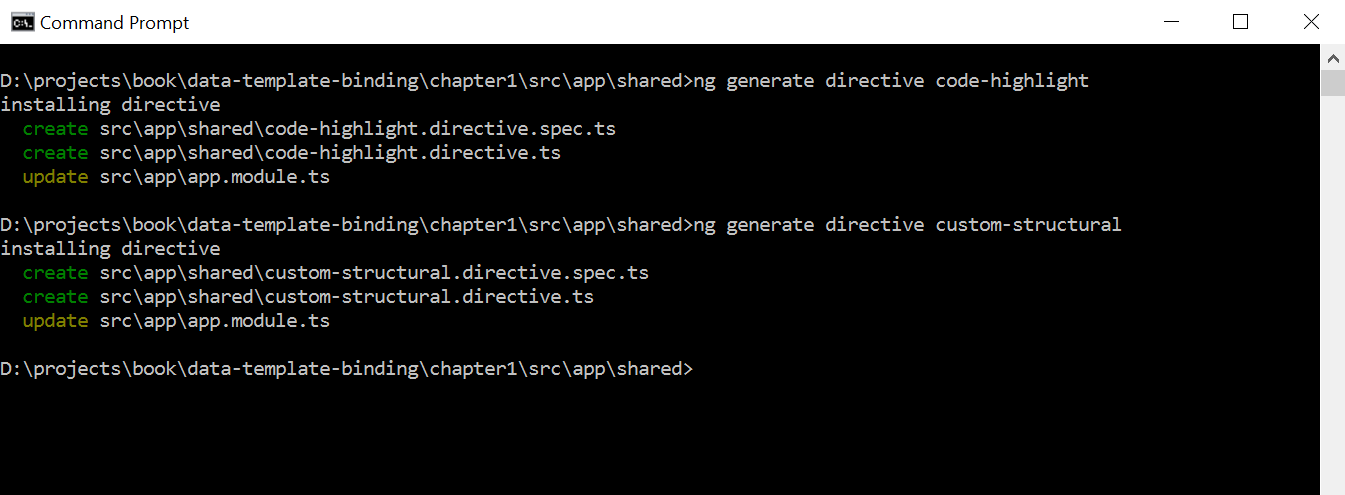 Command Prompt
D:\projects\book\data-template-binding\chapter1\src\app\shared>ng generate directive code-highlight
installing directive
  create src\app\shared\code-highlight.directive.spec.ts
  create src\app\shared\code-highlight.directive.ts
  update src\app\app.module.ts
D:\projects\book\data-template-binding\chapter1\src\app\shared>ng generate directive custom-structural
installing directive
  create src\app\shared\custom-structural.directive.spec.ts
  create src\app\shared\custom-structural.directive.ts
  update src\app\app.module.ts
D:\projects\book\data-template-binding\chapter1\src\app\shared>